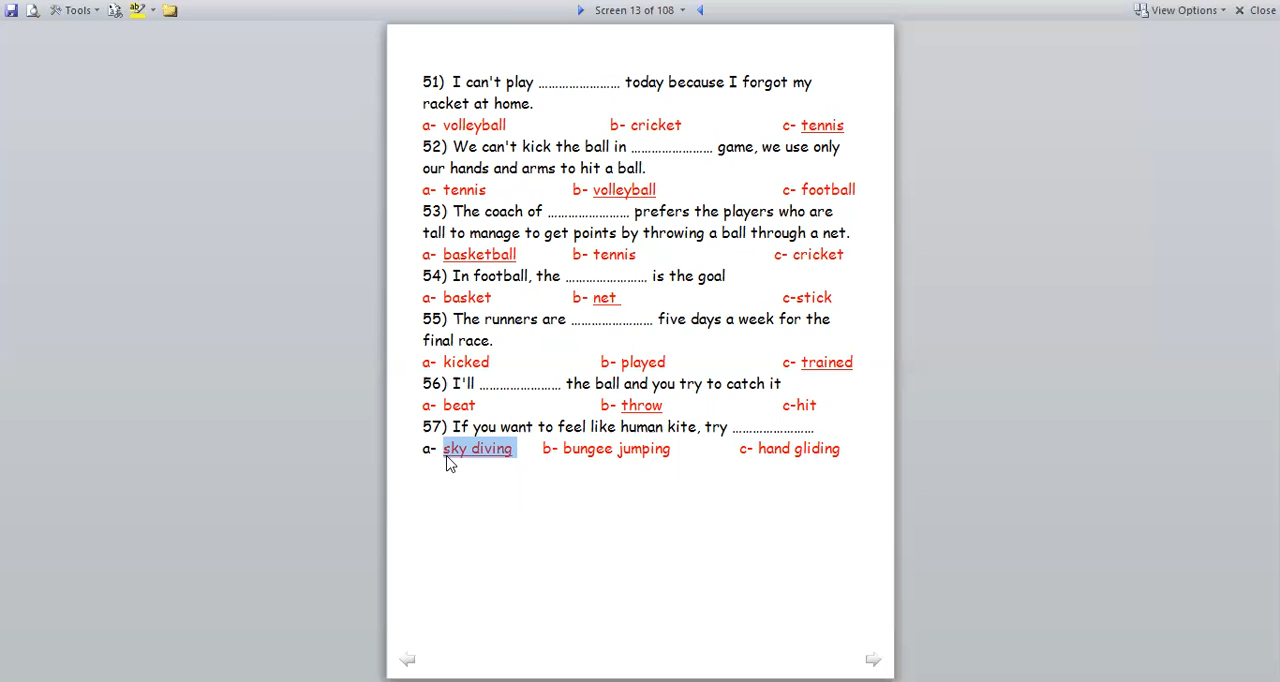 Tools Screen 13 of 108 View Options Close
51) I can't play ........................ today because I forgot my
racket at home.
a- volleyball b- cricket c- tennis
52) We can't kick the ball in ........................ game, we use only
our hands and arms to hit a ball.
a- tennis b- volleyball c- football
53) The coach of ........................ prefers the players who are
tall to manage to get points by throwing a ball through a net.
a- basketball b- tennis c- cricket
54) In football, the ........................ is the goal
a- basket b- net c-stick
55) The runners are ........................ five days a week for the
final race.
a- kicked b- played c- trained
56) I'll ........................ the ball and you try to catch it
a- beat b- throw c-hit
57) If you want to feel like human kite, try ........................
a- sky diving b- bungee jumping c- hand gliding